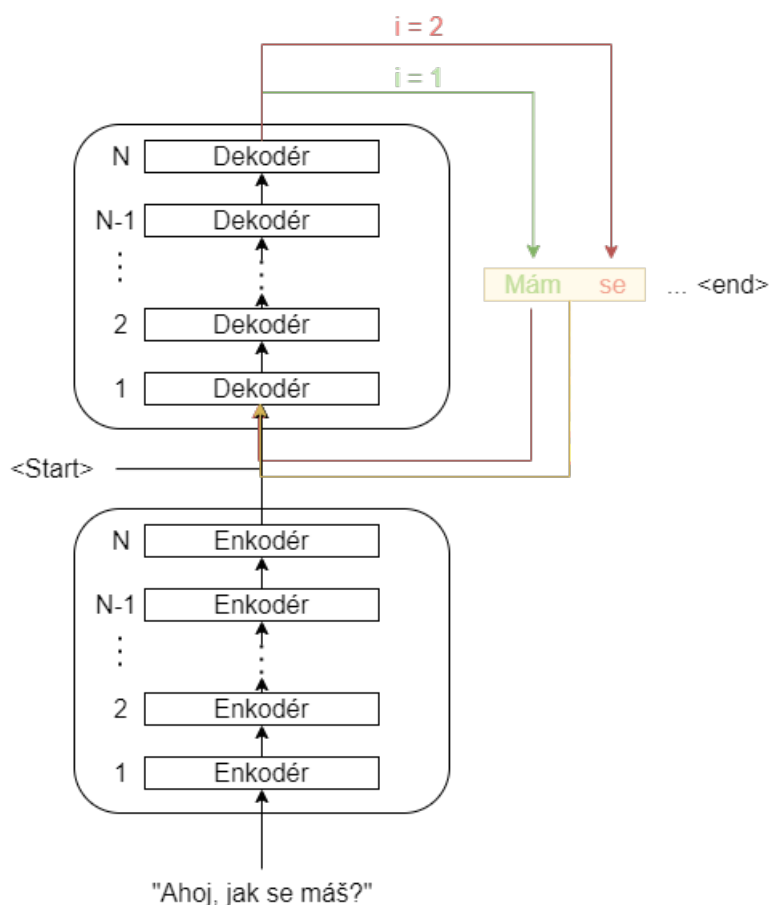 i = 2
i = 1
N Dekodér
N-1 Dekodér
⋮ ⋮
2 Dekodér
1 Dekodér
Mám se ... <end>
<Start>
N Enkodér
N-1 Enkodér
⋮ ⋮
2 Enkodér
1 Enkodér
"Ahoj, jak se máš?"